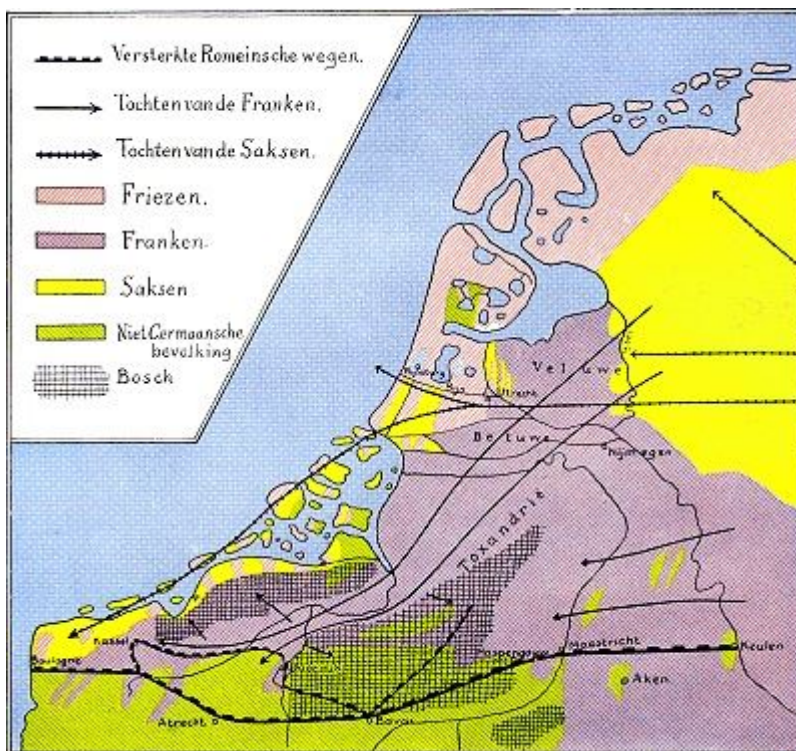 Versterkte Romeinsche wegen.
Tochten van de Franken.
Tochten van de Saksen.
Friezen.
Franken.
Saksen
Niet Germaansche
bevolking
Bosch
Veluwe
Utrecht
Betuwe
Nijmegen
Toxandrië
Kassel
Boulogne
Maastricht
Keulen
Aken
Atrecht
Bavai